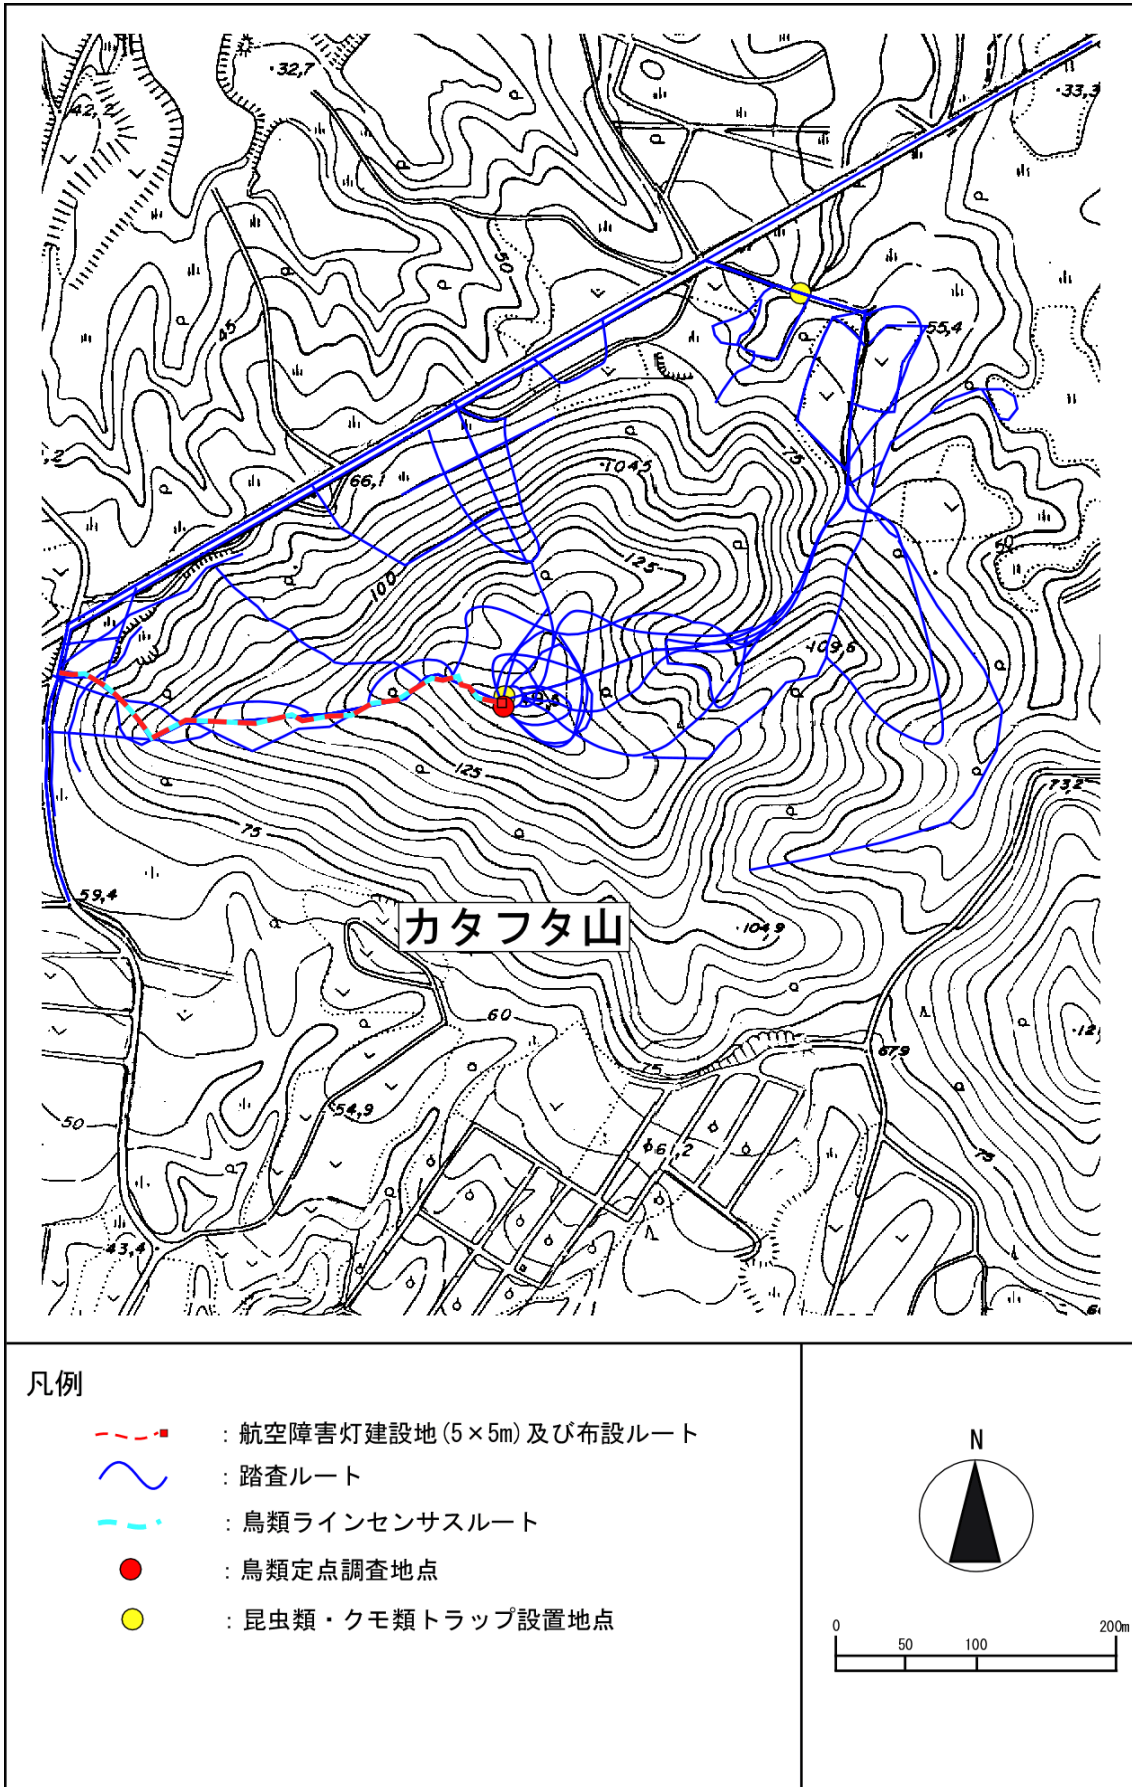 32,7
42,2
33,3
50
45
55,4
66,1
104,5
75
50
100
125
109,6
125
73,2
75
59,4
カタフタ山
104,9
60
67,9
75
54,9
50
61,2
75
43,4
凡例
: 航空障害灯建設地(5×5m)及び布設ルート
: 踏査ルート
: 鳥類ラインセンサスルート
: 鳥類定点調査地点
: 昆虫類・クモ類トラップ設置地点
N
0 50 100 200m